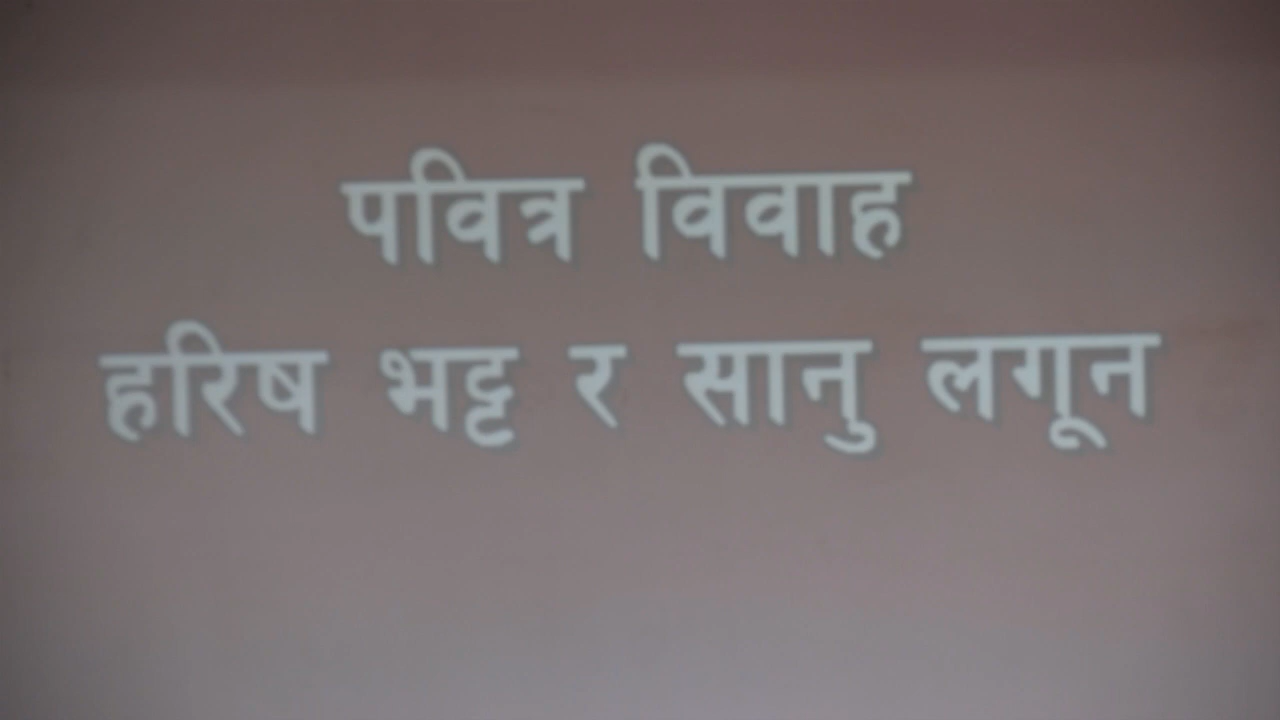 पवित्र विवाह
हरिष भट्ट र सानु लगून